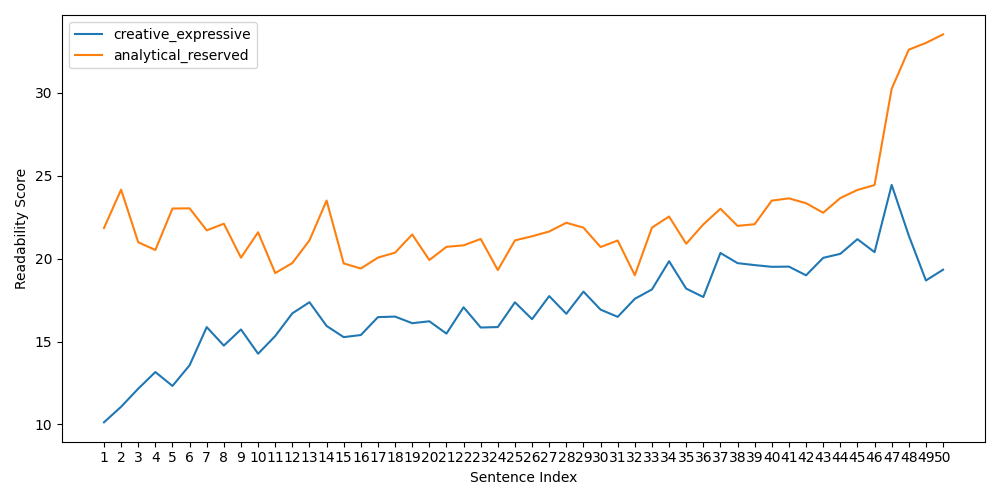 creative_expressive
analytical_reserved
Readability Score
30
25
20
15
10
1 2 3 4 5 6 7 8 9 10 11 12 13 14 15 16 17 18 19 20 21 22 23 24 25 26 27 28 29 30 31 32 33 34 35 36 37 38 39 40 41 42 43 44 45 46 47 48 49 50
Sentence Index